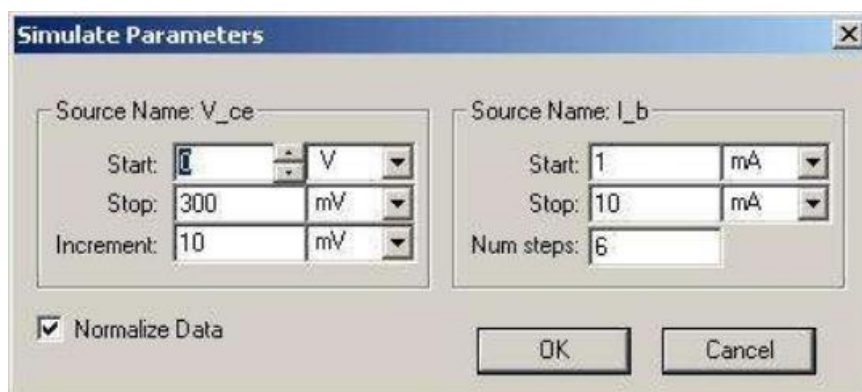 Simulate Parameters
Source Name: V_ce
Start: 0 V
Stop: 300 mV
Increment: 10 mV
Source Name: I_b
Start: 1 mA
Stop: 10 mA
Num steps: 6
Normalize Data
OK
Cancel